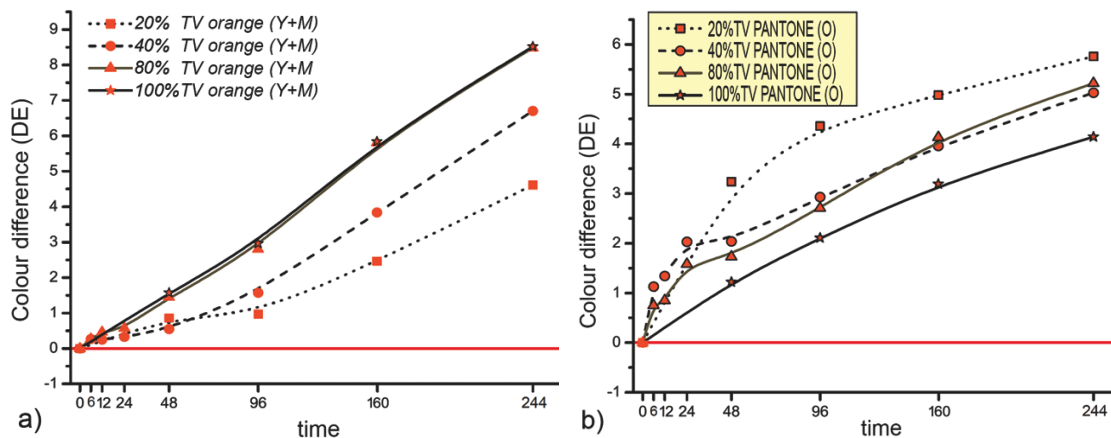 9
8
7
6
5
4
3
2
1
0
-1
Colour difference (DE)
20% TV orange (Y+M)
40% TV orange (Y+M
80% TV orange (Y+M
100%TV orange (Y+M)
0 6 12 24 48 96 160 244
time
a)
6
5
4
3
2
1
0
-1
Colour difference (DE)
20%TV PANTONE (O)
40%TV PANTONE (O)
80%TV PANTONE (O)
100%TV PANTONE (O)
0 6 12 24 48 96 160 244
time
b)